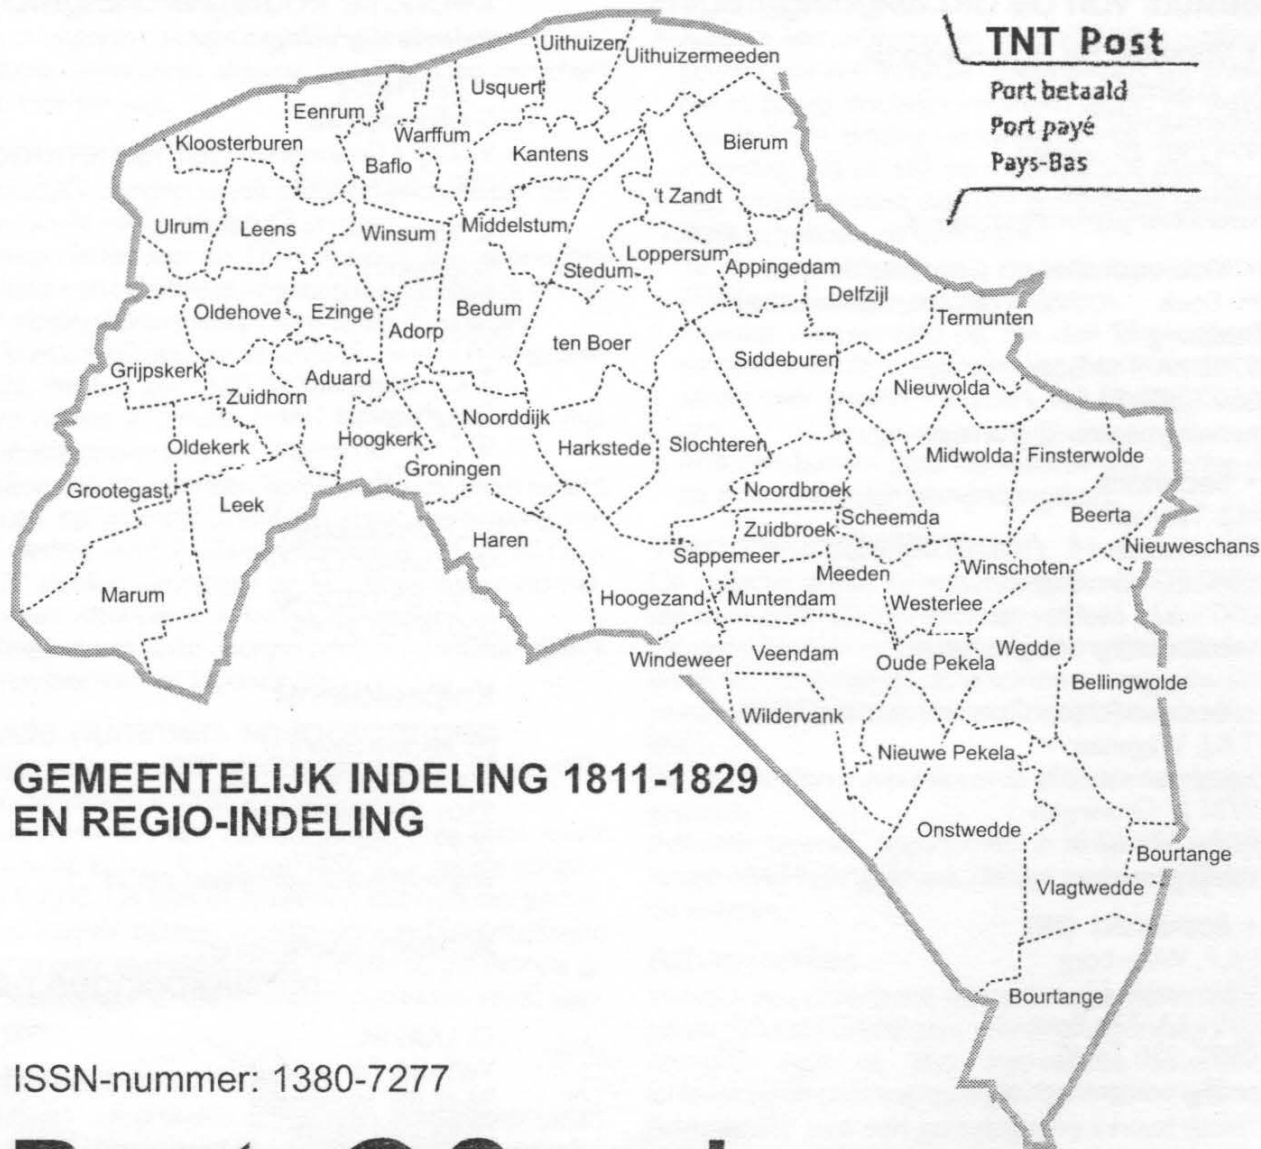 TNT Post
Port betaald
Port payé
Pays-Bas
Uithuizen
Uithuizermeeden
Usquert
Eenrum
Warffum
Kloosterburen
Baflo
Kantens
Bierum
't Zandt
Ulrum
Leens
Winsum
Middelstum
Loppersum
Stedum
Appingedam
Delfzijl
Oldehove
Ezinge
Bedum
Adorp
Termunten
ten Boer
Siddeburen
Grijpskerk
Aduard
Nieuwolda
Zuidhorn
Noorddijk
Oldekerk
Hoogkerk
Harkstede
Slochteren
Midwolda
Finsterwolde
Groningen
Grootegast
Noordbroek
Leek
Scheemda
Beerta
Zuidbroek
Haren
Sappemeer
Nieuweschans
Meeden
Winschoten
Marum
Hoogezand
Muntendam
Westerlee
Windeweer
Veendam
Oude Pekela
Wedde
Bellingwolde
Wildervank
Nieuwe Pekela
Onstwedde
Bourtange
Vlagtwedde
Bourtange
GEMEENTELIJK INDELING 1811-1829
EN REGIO-INDELING
ISSN-nummer: 1380-7277